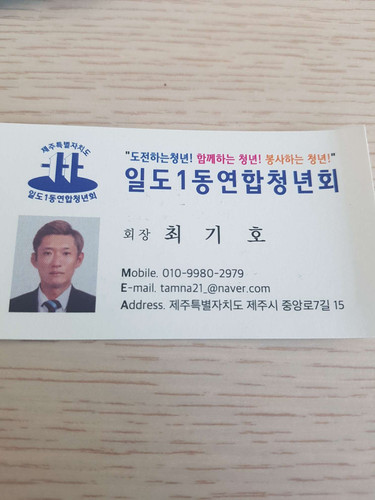 제주특별자치도
일도1동연합청년회
"도전하는청년! 함께하는 청년! 봉사하는 청년!"
일도1동연합청년회
회장 최 기 호
Mobile. 010-9980-2979
E-mail. tamna21_@naver.com
Address. 제주특별자치도 제주시 중앙로7길 15